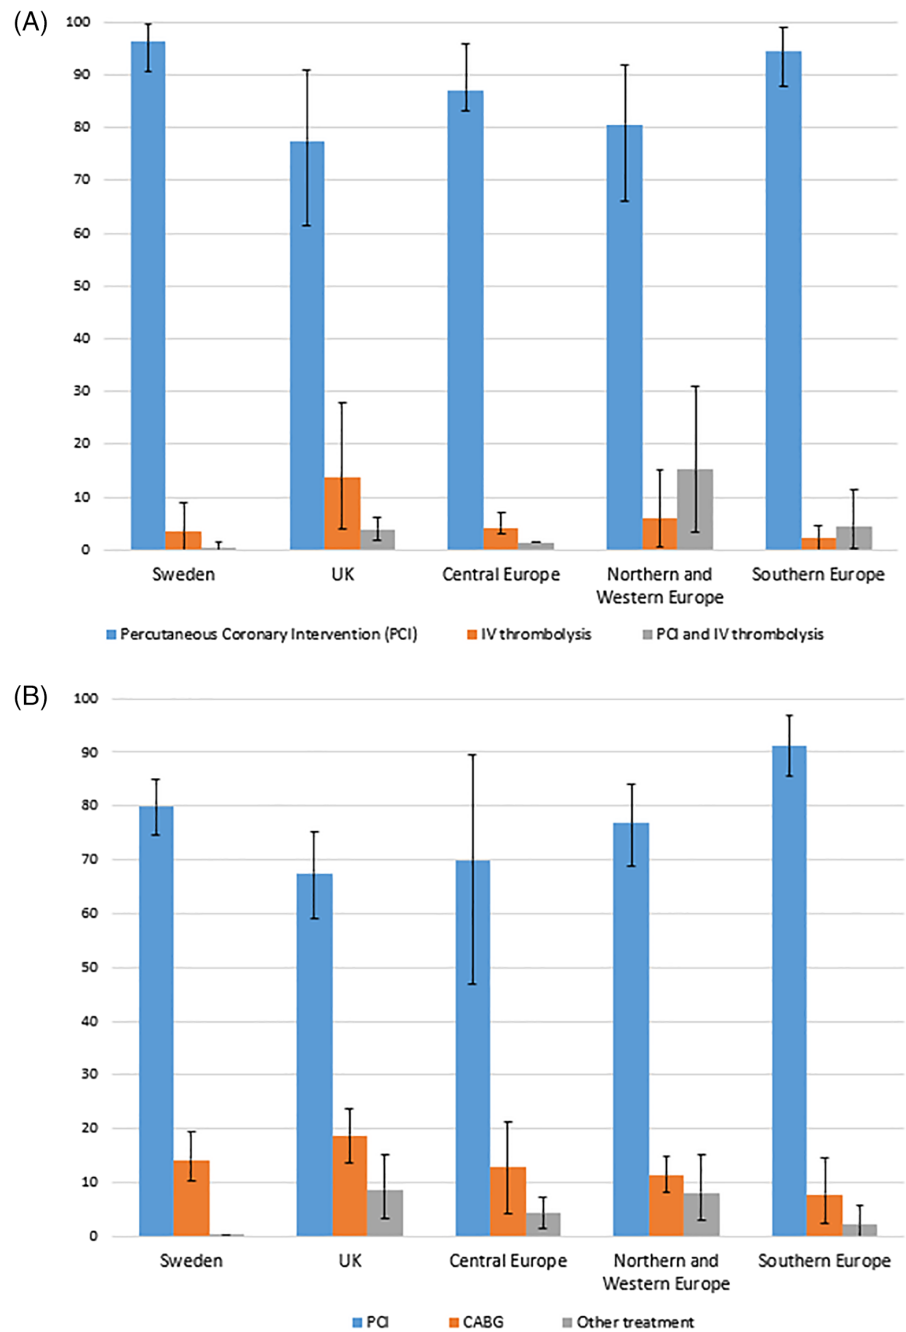 (A)
100
90
80
70
60
50
40
30
20
10
0
Sweden
UK
Central Europe
Northern and
Western Europe
Southern Europe
Percutaneous Coronary Intervention (PCI)
IV thrombolysis
PCI and IV thrombolysis
(B)
100
90
80
70
60
50
40
30
20
10
0
Sweden
UK
Central Europe
Northern and
Western Europe
Southern Europe
PCI
CABG
Other treatment